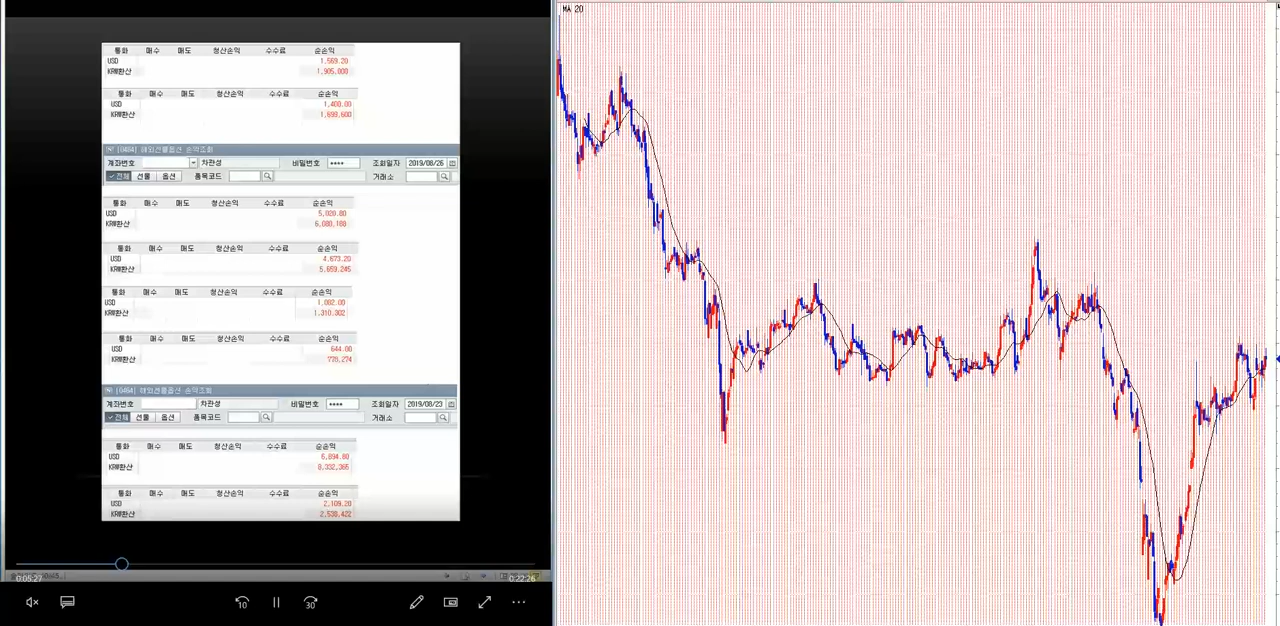 통화 매수 매도 청산손익 수수료 순손익
USD 1,569.20
KRW환산 1,905,008
통화 매수 매도 청산손익 수수료 순손익
USD 1,400.00
KRW환산 1,699,600
[0484] 해외선물옵션 손익조회
계좌번호 차잔성 비밀번호 **** 조회일자 2019/08/26
전체 선물 옵션 품목코드 거래소
통화 매수 매도 청산손익 수수료 순손익
USD 5,020.80
KRW환산 6,080,188
통화 매수 매도 청산손익 수수료 순손익
USD 4,673.20
KRW환산 5,659,245
통화 매수 매도 청산손익 수수료 순손익
USD 1,082.00
KRW환산 1,310,302
통화 매수 매도 청산손익 수수료 순손익
USD 644.00
KRW환산
[0484] 해외선물옵션 손익조회
계좌번호 차잔성 비밀번호 **** 조회일자 2019/08/23
전체 선물 옵션 품목코드 거래소
통화 매수 매도 청산손익 수수료 순손익
USD 6,894.80
KRW환산 8,332,365
통화 매수 매도 청산손익 수수료 순손익
USD 2,109.20
KRW환산 2,530,422
0:05:27 0:22:26
10 30
MA 20